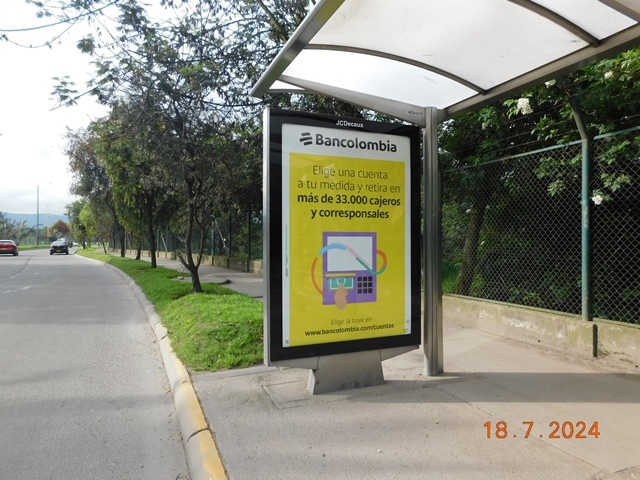 JCDecaux
Bancolombia
Elige una cuenta
a tu medida y retira en
más de 33.000 cajeros
y corresponsales
Elige la tuya en
www.bancolombia.com/cuentas
18.7.2024